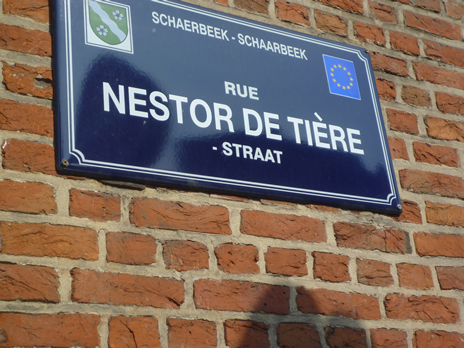 SCHAERBEEK - SCHAARBEEK
RUE
NESTOR DE TIÈRE
- STRAAT